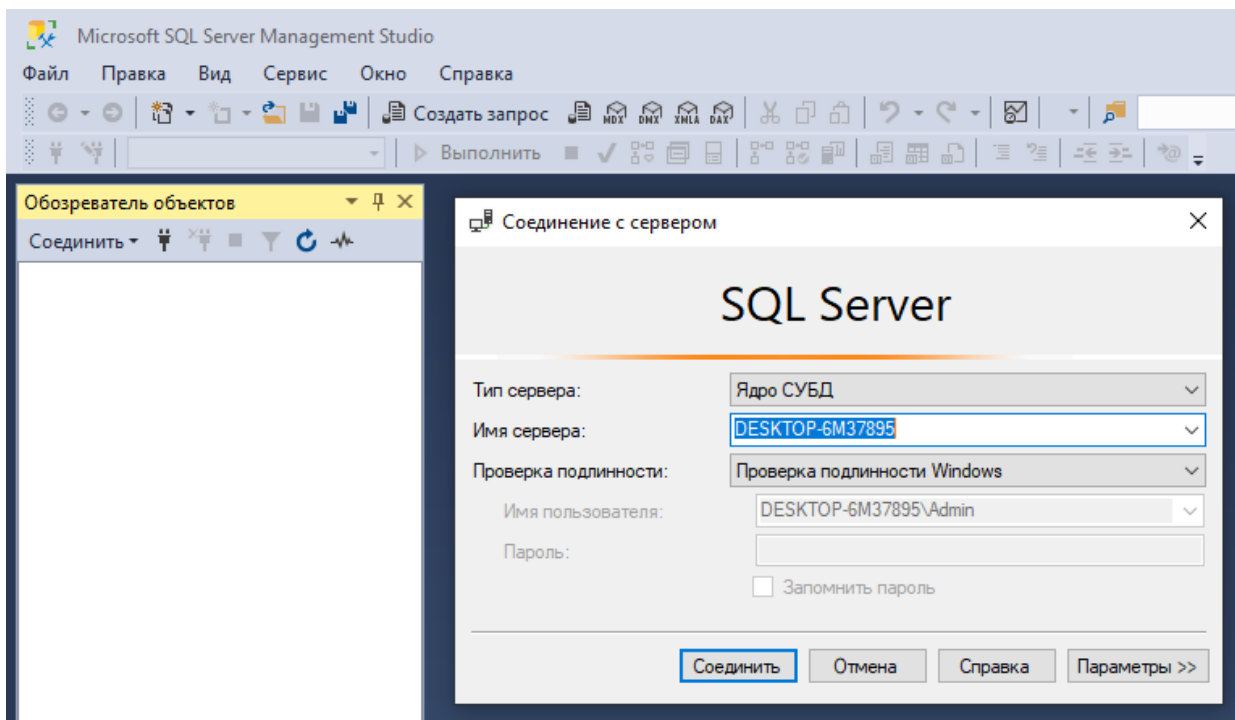 Microsoft SQL Server Management Studio
Файл Правка Вид Сервис Окно Справка
Создать запрос MDX DMX XMLA DAX
Выполнить
Обозреватель объектов
Соединить
Соединение с сервером
SQL Server
Тип сервера: Ядро СУБД
Имя сервера: DESKTOP-6M37895
Проверка подлинности: Проверка подлинности Windows
Имя пользователя: DESKTOP-6M37895\Admin
Пароль:
Запомнить пароль
Соединить Отмена Справка Параметры >>